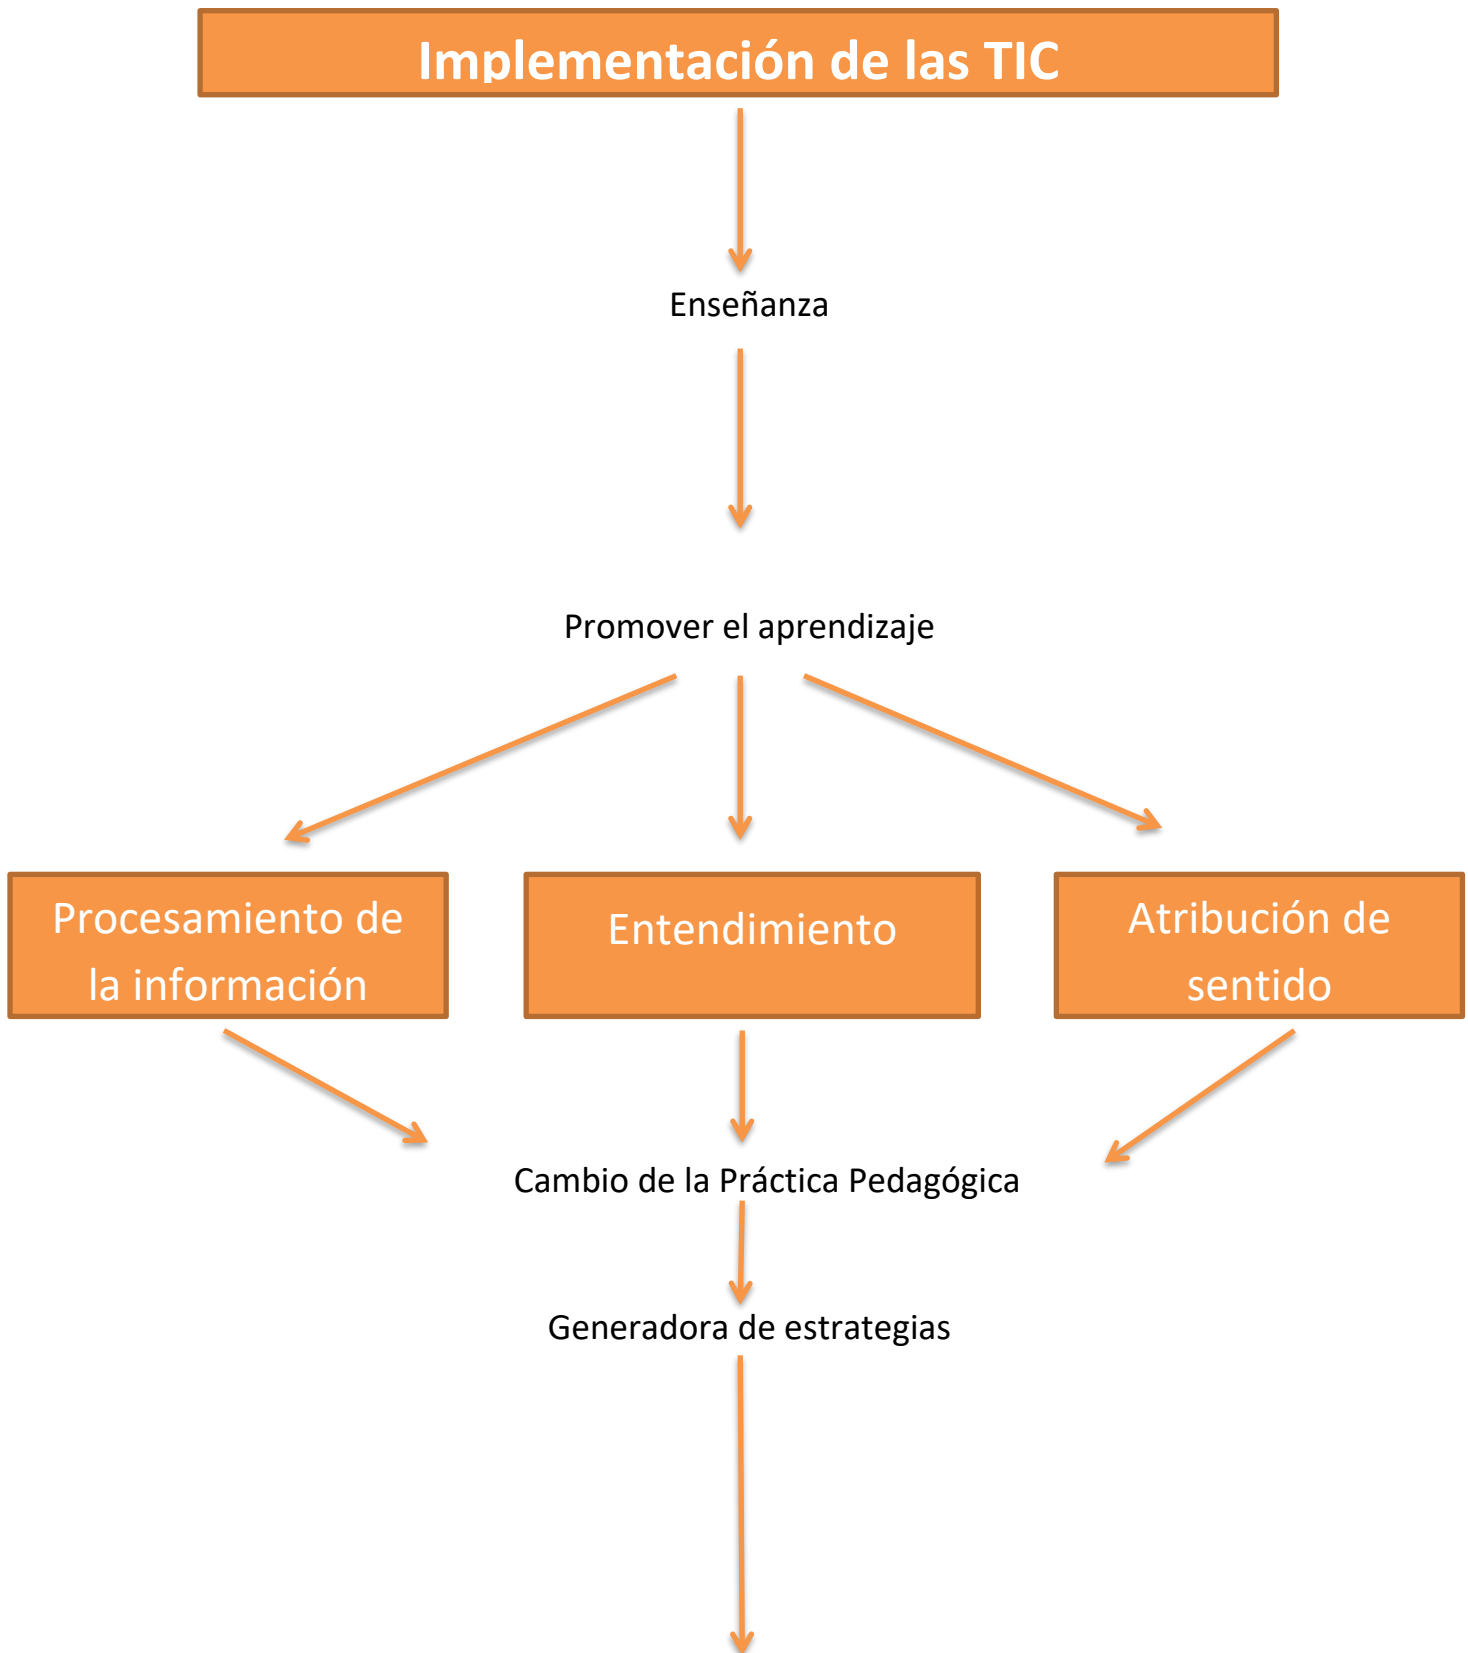 Implementación de las TIC
Enseñanza
Promover el aprendizaje
Procesamiento de
la información
Entendimiento
Atribución de
sentido
Cambio de la Práctica Pedagógica
Generadora de estrategias